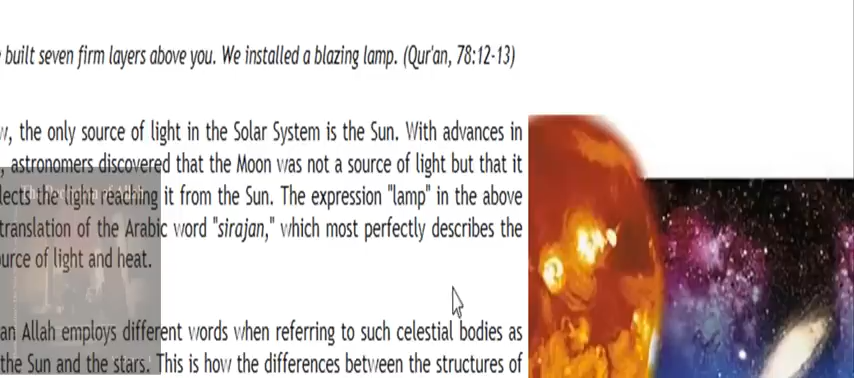 built seven firm layers above you. We installed a blazing lamp. (Qur'an, 78:12-13)
the only source of light in the Solar System is the Sun. With advances in
, astronomers discovered that the Moon was not a source of light but that it
lects the light reaching it from the Sun. The expression "lamp" in the above
translation of the Arabic word "sirajan," which most perfectly describes the
urce of light and heat.
an Allah employs different words when referring to such celestial bodies as
the Sun and the stars. This is how the differences between the structures of